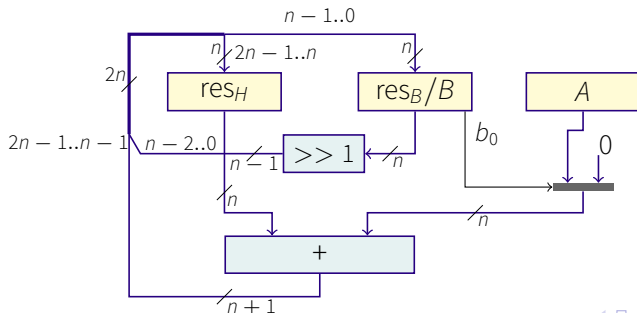 n − 1..0
n
2n − 1..n
n
2n
res_H
res_B/B
A
2n − 1..n − 1
n − 2..0
n − 1
>> 1
n
b_0
0
n
n
+
n + 1